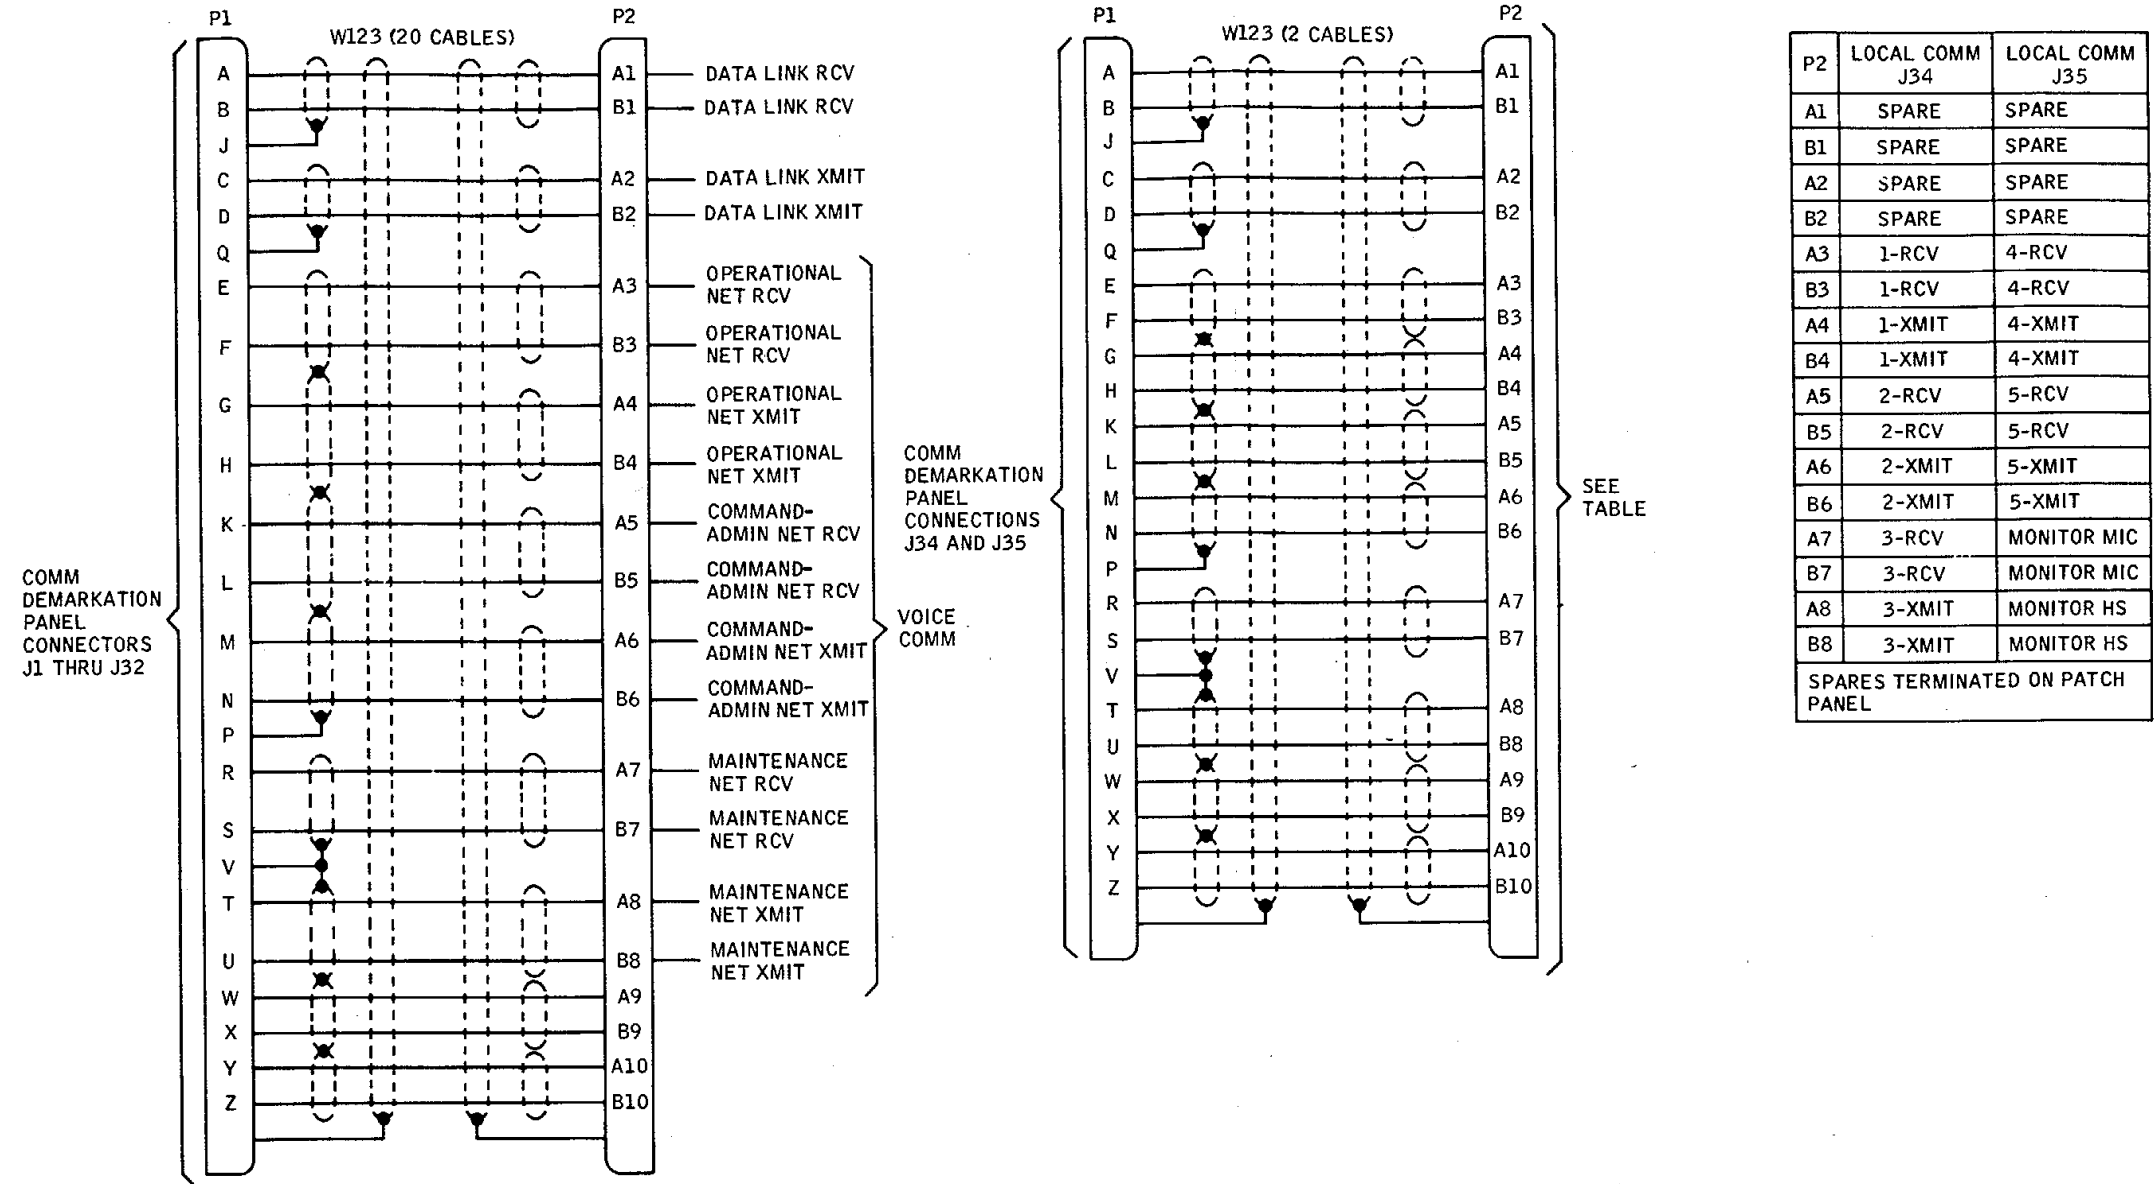 P1
W123 (20 CABLES)
P2
A
B
J
C
D
Q
E
F
G
H
K
L
M
N
P
R
S
V
T
U
W
X
Y
Z
A1
B1
A2
B2
A3
B3
A4
B4
A5
B5
A6
B6
A7
B7
A8
B8
A9
B9
A10
B10
DATA LINK RCV
DATA LINK RCV
DATA LINK XMIT
DATA LINK XMIT
OPERATIONAL
NET RCV
OPERATIONAL
NET RCV
OPERATIONAL
NET XMIT
OPERATIONAL
NET XMIT
COMMAND-
ADMIN NET RCV
COMMAND-
ADMIN NET RCV
COMMAND-
ADMIN NET XMIT
COMMAND-
ADMIN NET XMIT
MAINTENANCE
NET RCV
MAINTENANCE
NET RCV
MAINTENANCE
NET XMIT
MAINTENANCE
NET XMIT
COMM
DEMARKATION
PANEL
CONNECTORS
J1 THRU J32
VOICE
COMM
P1
W123 (2 CABLES)
P2
COMM
DEMARKATION
PANEL
CONNECTIONS
J34 AND J35
A
B
J
C
D
Q
E
F
G
H
K
L
M
N
P
R
S
V
T
U
W
X
Y
Z
A1
B1
A2
B2
A3
B3
A4
B4
A5
B5
A6
B6
A7
B7
A8
B8
A9
B9
A10
B10
SEE
TABLE
P2 LOCAL COMM J34 LOCAL COMM J35
A1 SPARE SPARE
B1 SPARE SPARE
A2 SPARE SPARE
B2 SPARE SPARE
A3 1-RCV 4-RCV
B3 1-RCV 4-RCV
A4 1-XMIT 4-XMIT
B4 1-XMIT 4-XMIT
A5 2-RCV 5-RCV
B5 2-RCV 5-RCV
A6 2-XMIT 5-XMIT
B6 2-XMIT 5-XMIT
A7 3-RCV MONITOR MIC
B7 3-RCV MONITOR MIC
A8 3-XMIT MONITOR HS
B8 3-XMIT MONITOR HS
SPARES TERMINATED ON PATCH
PANEL